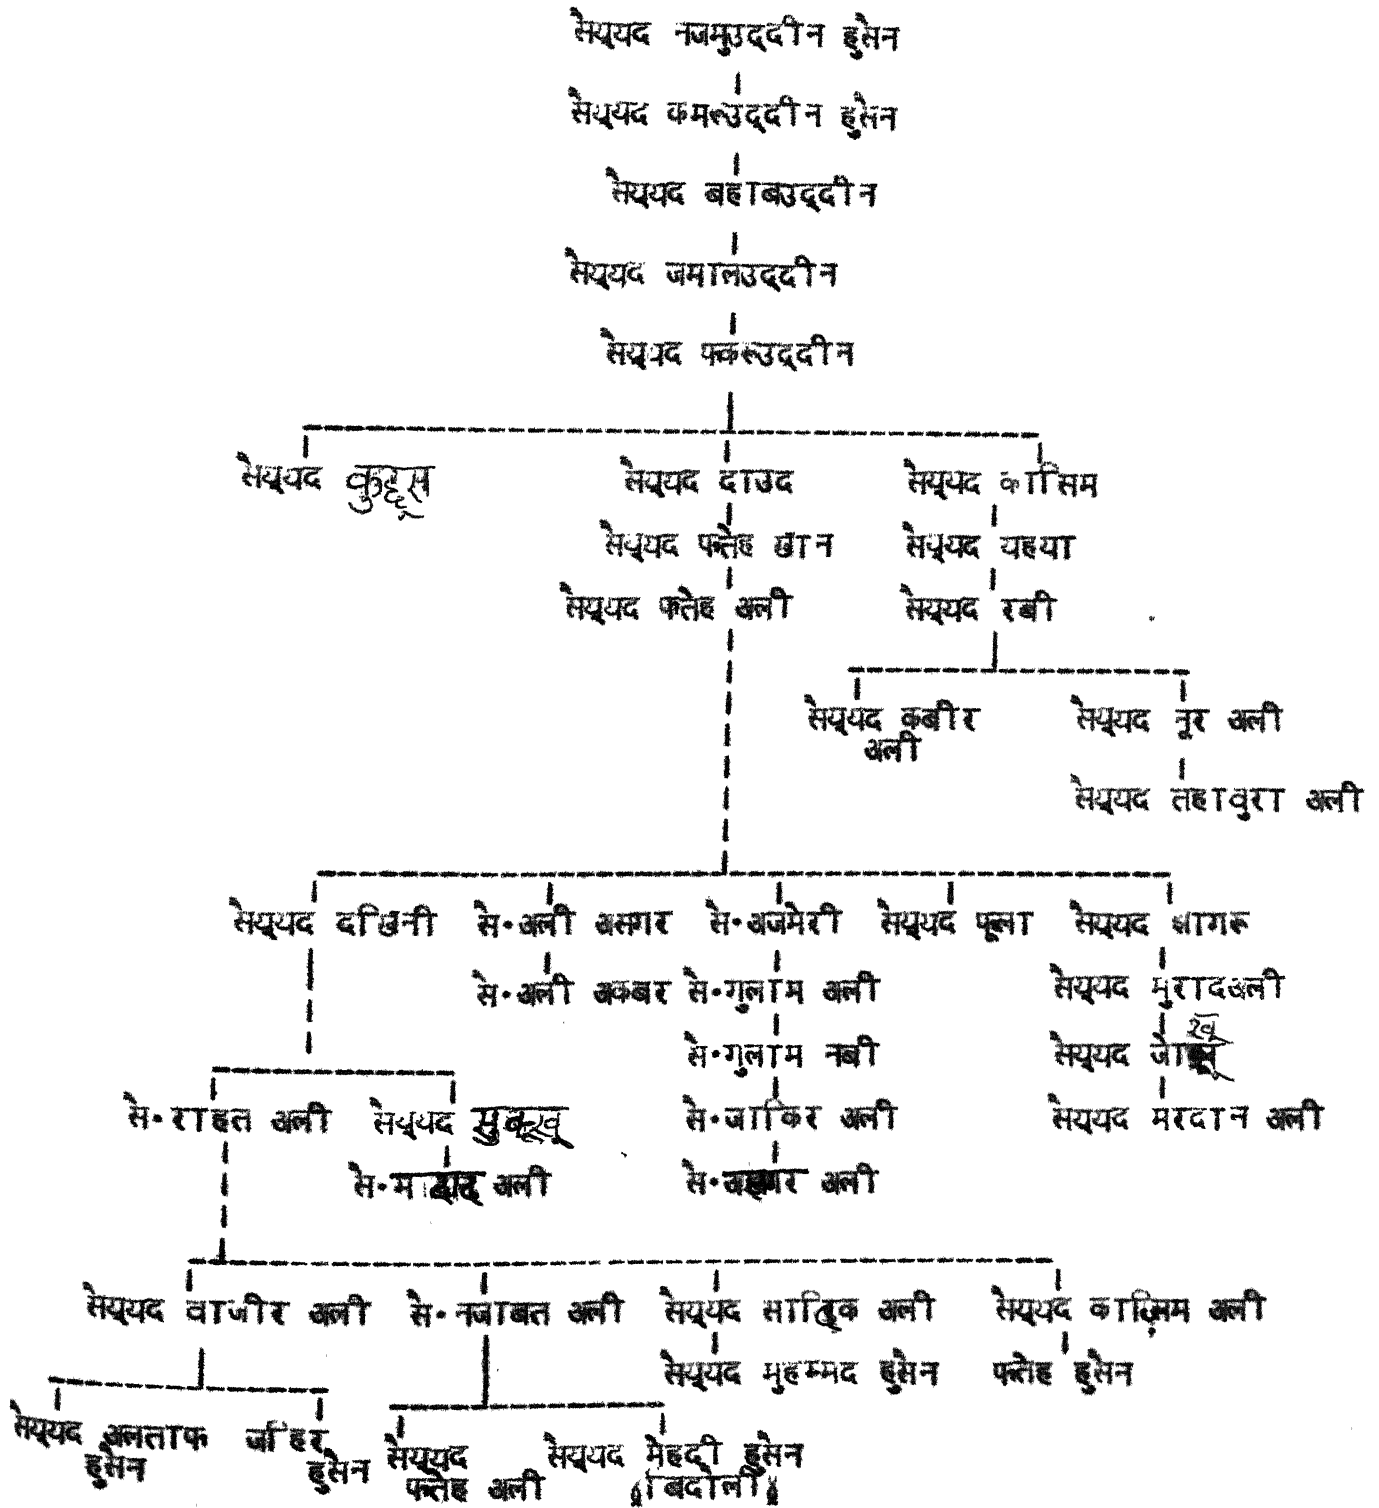 सैय्यद नजमुउद्दीन हुसैन
सैय्यद कमरूउद्दीन हुसैन
सैय्यद बहाबउद्दीन
सैय्यद जमालउद्दीन
सैय्यद फ्करूउद्दीन
सैय्यद कुद्दूस सैय्यद दाउद सैय्यद कासिम
सैय्यद फतेह खान सैय्यद यहया
सैय्यद फतेह अली सैय्यद रबी
सैय्यद कबीर सैय्यद नूर अली
अली
सैय्यद तहावुरा अली
सैय्यद दखिनी सै॰अली असगर सै॰अजमेरी सैय्यद फूला सैय्यद भागरू
सै॰अली अकबर सै॰गुलाम अली सैय्यद मुरादअली
सै॰गुलाम नबी सैय्यद
सै॰राहत अली सैय्यद सुक्खू सै॰जाकिर अली सैय्यद मरदान अली
सै॰ अली सै॰ अली
सैय्यद वाजीर अली सै॰नजाबत अली सैय्यद सादिक अली सैय्यद कासिम अली
सैय्यद मुहम्मद हुसैन फतेह हुसैन
सैय्यद अलताफ जाहिर सैय्यद सैय्यद मेहदी हुसैन
हुसैन हुसैन फतेह अली (बिदोली)